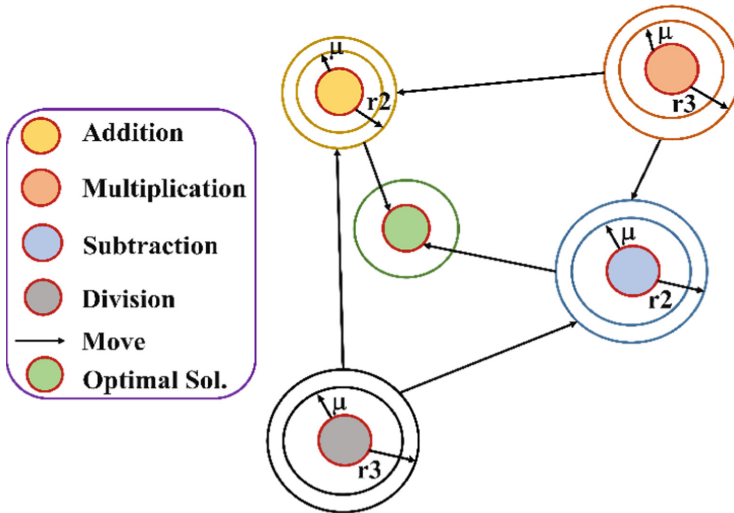 Addition
Multiplication
Subtraction
Division
Move
Optimal Sol.
μ
r2
μ
r3
μ
r2
μ
r3